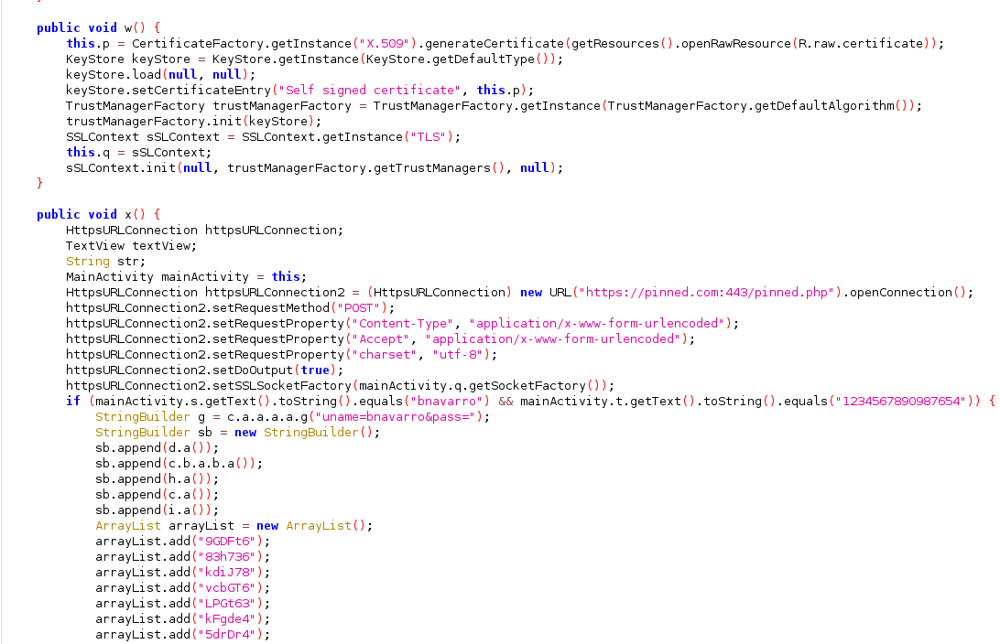 public void w() {
this.p = CertificateFactory.getInstance("X.509").generateCertificate(getResources().openRawResource(R.raw.certificate));
KeyStore keyStore = KeyStore.getInstance(KeyStore.getDefaultType());
keyStore.load(null, null);
keyStore.setCertificateEntry("Self signed certificate", this.p);
TrustManagerFactory trustManagerFactory = TrustManagerFactory.getInstance(TrustManagerFactory.getDefaultAlgorithm());
trustManagerFactory.init(keyStore);
SSLContext sSLContext = SSLContext.getInstance("TLS");
this.q = sSLContext;
sSLContext.init(null, trustManagerFactory.getTrustManagers(), null);
}
public void x() {
HttpsURLConnection httpsURLConnection;
TextView textView;
String str;
MainActivity mainActivity = this;
HttpsURLConnection httpsURLConnection2 = (HttpsURLConnection) new URL("https://pinned.com:443/pinned.php").openConnection();
httpsURLConnection2.setRequestMethod("POST");
httpsURLConnection2.setRequestProperty("Content-Type", "application/x-www-form-urlencoded");
httpsURLConnection2.setRequestProperty("Accept", "application/x-www-form-urlencoded");
httpsURLConnection2.setRequestProperty("charset", "utf-8");
httpsURLConnection2.setDoOutput(true);
httpsURLConnection2.setSSLSocketFactory(mainActivity.q.getSocketFactory());
if (mainActivity.s.getText().toString().equals("bnavarro") && mainActivity.t.getText().toString().equals("1234567890987654")) {
StringBuilder g = c.a.a.a.a.g("uname=bnavarro&pass=");
StringBuilder sb = new StringBuilder();
sb.append(d.a());
sb.append(c.b.a.b.a());
sb.append(h.a());
sb.append(c.a());
sb.append(i.a());
ArrayList arrayList = new ArrayList();
arrayList.add("9GDFt6");
arrayList.add("83h736");
arrayList.add("kdiJ78");
arrayList.add("vcbGT6");
arrayList.add("LPGt63");
arrayList.add("kFgde4");
arrayList.add("5drDr4");